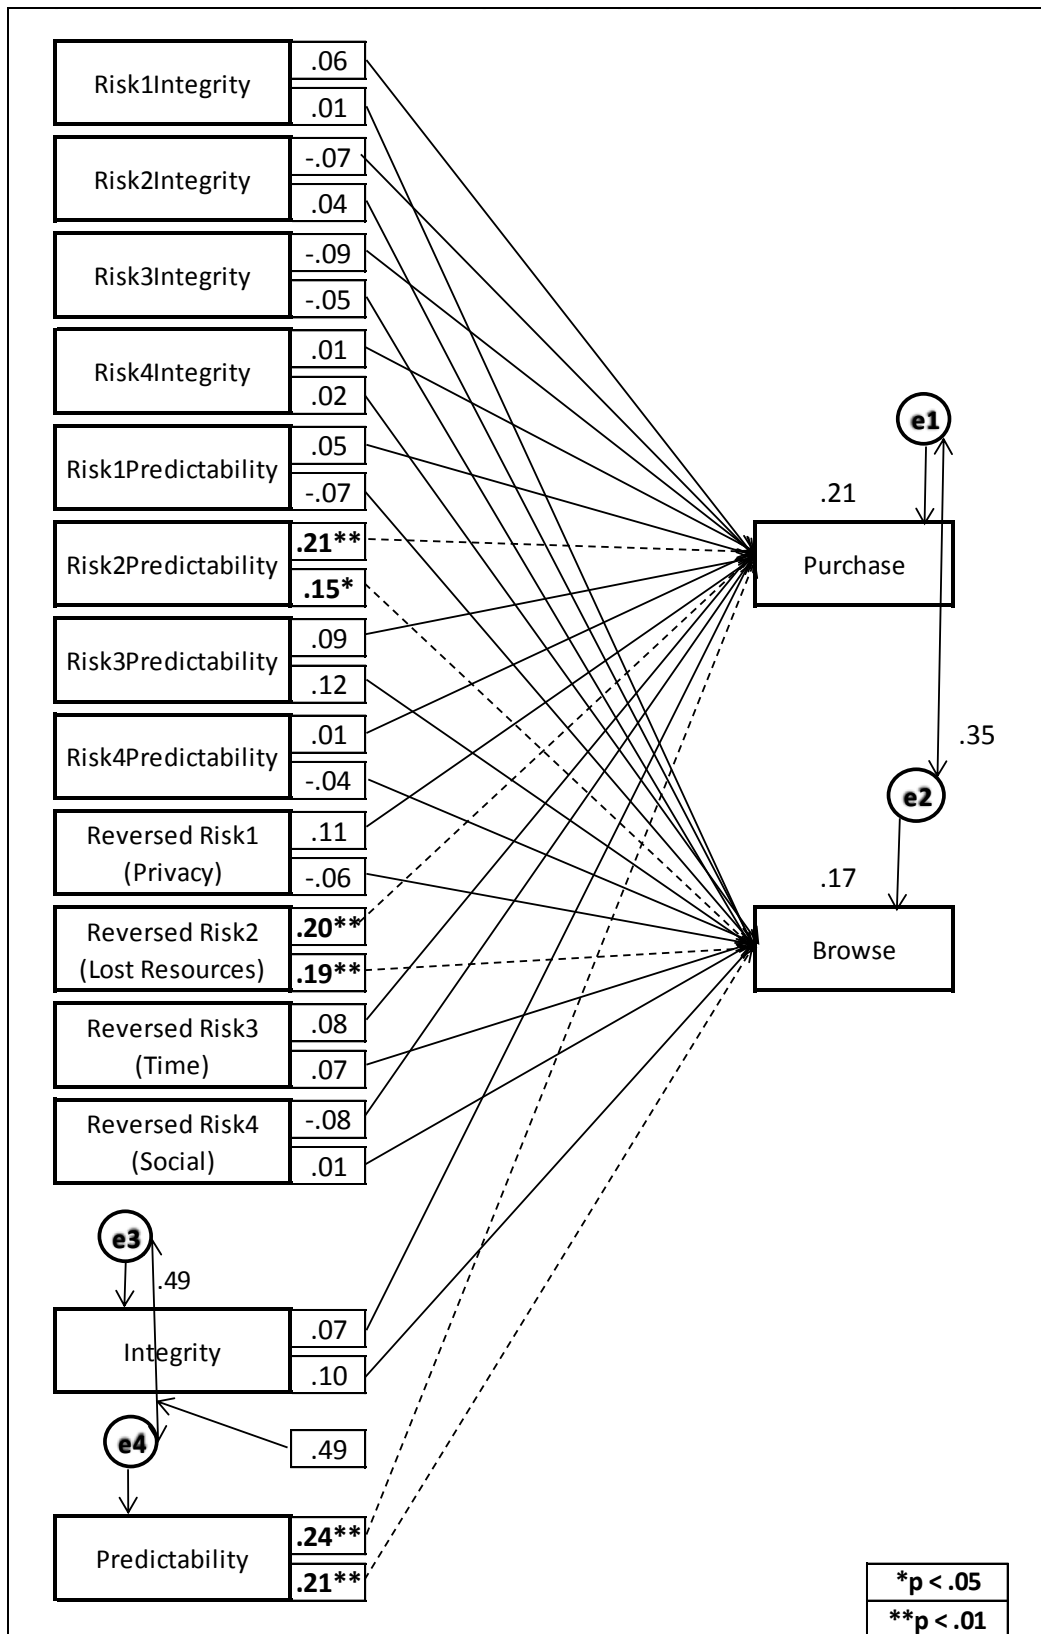 Risk1Integrity
.06
.01
Risk2Integrity
-.07
.04
Risk3Integrity
-.09
-.05
Risk4Integrity
.01
.02
Risk1Predictability
.05
-.07
Risk2Predictability
.21**
.15*
Risk3Predictability
.09
.12
Risk4Predictability
.01
-.04
Reversed Risk1
(Privacy)
.11
-.06
Reversed Risk2
(Lost Resources)
.20**
.19**
Reversed Risk3
(Time)
.08
.07
Reversed Risk4
(Social)
-.08
.01
e3
.49
Integrity
.07
.10
e4
.49
Predictability
.24**
.21**
e1
.21
Purchase
.35
e2
.17
Browse
*p < .05
**p < .01